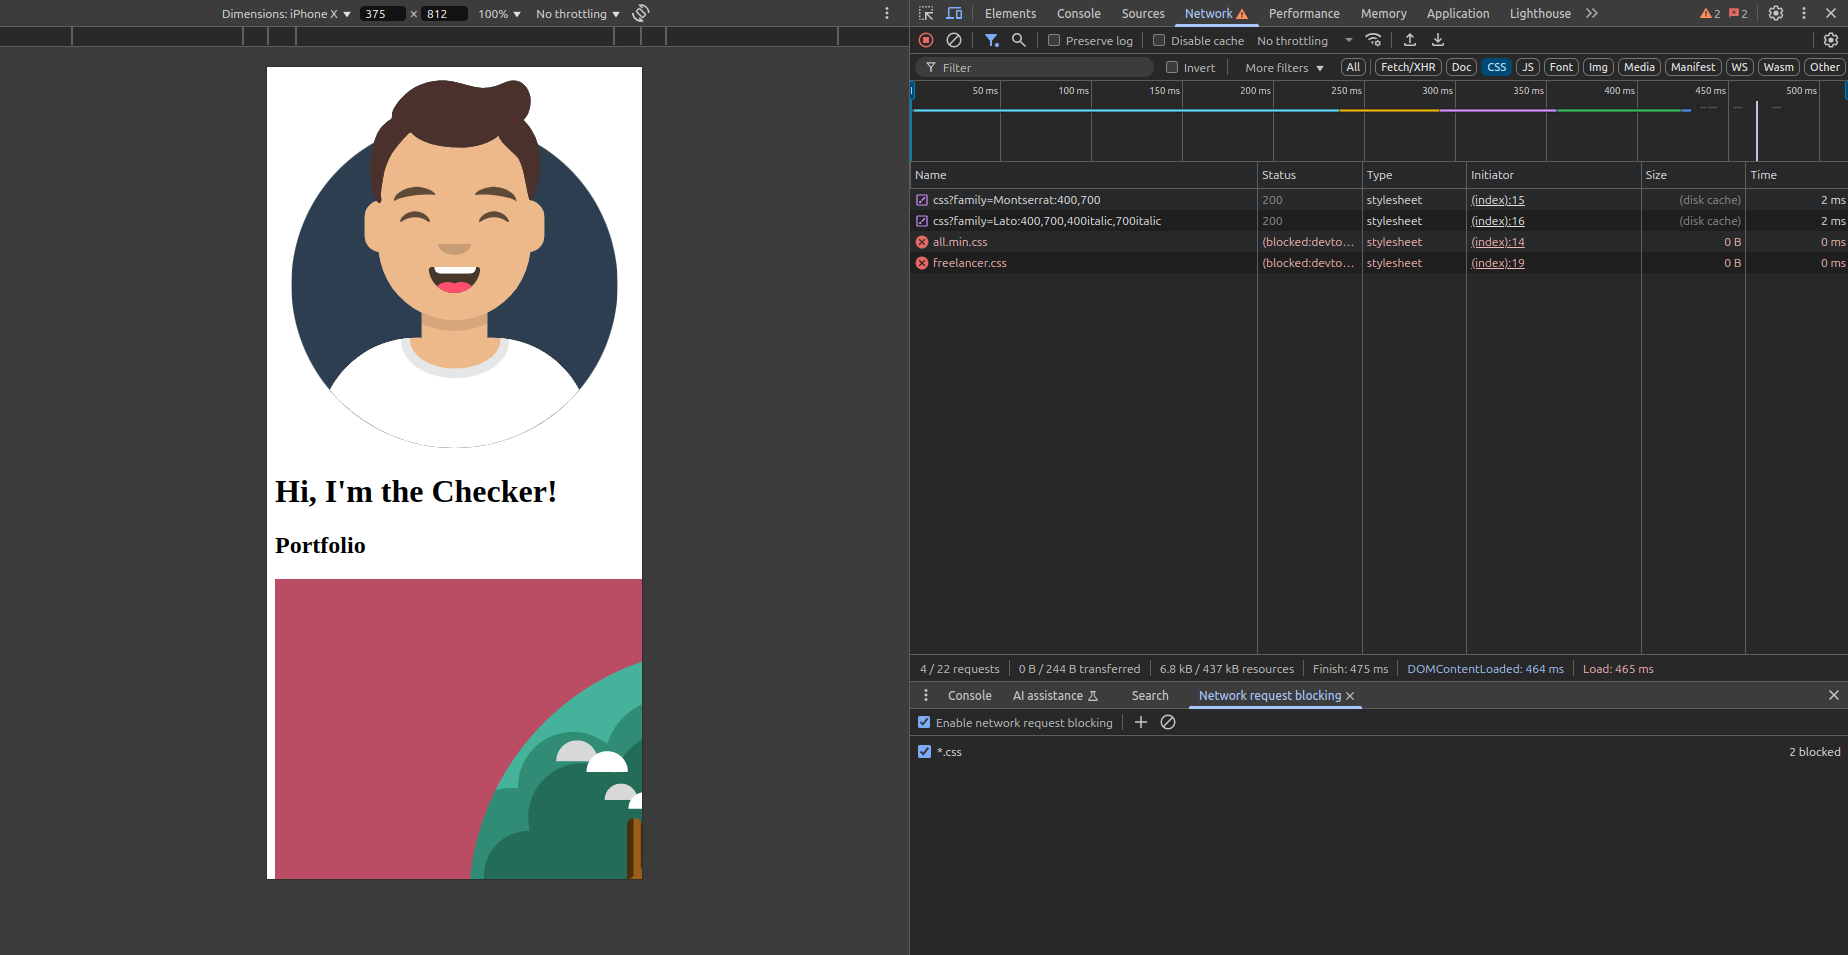 Dimensions: iPhone X 375 × 812 100% No throttling
Elements Console Sources Network Performance Memory Application Lighthouse 2 2
Preserve log Disable cache No throttling
Filter Invert More filters All Fetch/XHR Doc CSS JS Font Img Media Manifest WS Wasm Other
50 ms 100 ms 150 ms 200 ms 250 ms 300 ms 350 ms 400 ms 450 ms 500 ms
Name Status Type Initiator Size Time
css?family=Montserrat:400,700 200 stylesheet (index):15 (disk cache) 2 ms
css?family=Lato:400,700,400italic,700italic 200 stylesheet (index):16 (disk cache) 2 ms
all.min.css (blocked:devto... stylesheet (index):14 0 B 0 ms
freelancer.css (blocked:devto... stylesheet (index):19 0 B 0 ms
Hi, I'm the Checker!
Portfolio
4 / 22 requests 0 B / 244 B transferred 6.8 kB / 437 kB resources Finish: 475 ms DOMContentLoaded: 464 ms Load: 465 ms
Console AI assistance Search Network request blocking
Enable network request blocking
*.css 2 blocked